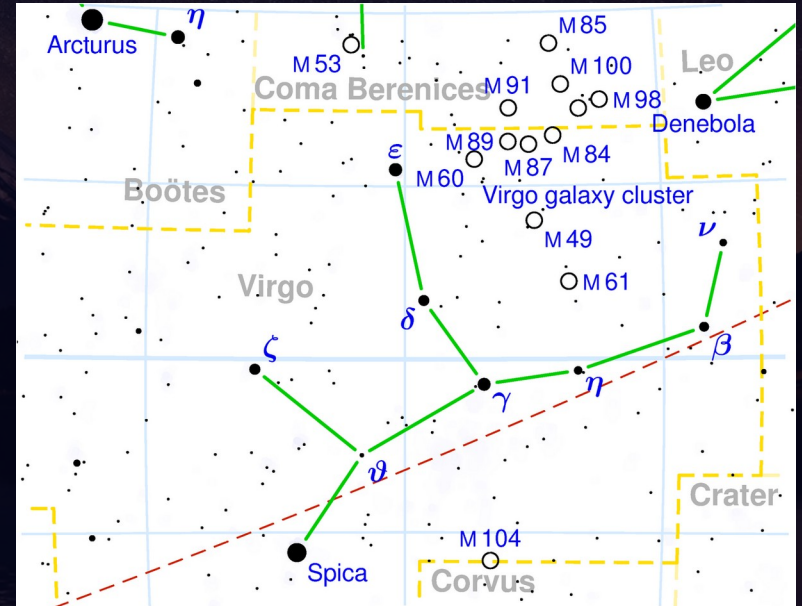 η
Arcturus
M 85
M 53
M 100
Leo
Coma Berenices
M 91
M 98
Denebola
ε
M 89
M 84
M 60
M 87
Boötes
Virgo galaxy cluster
ν
M 49
Virgo
M 61
δ
ζ
β
η
γ
ϑ
Crater
M 104
Spica
Corvus